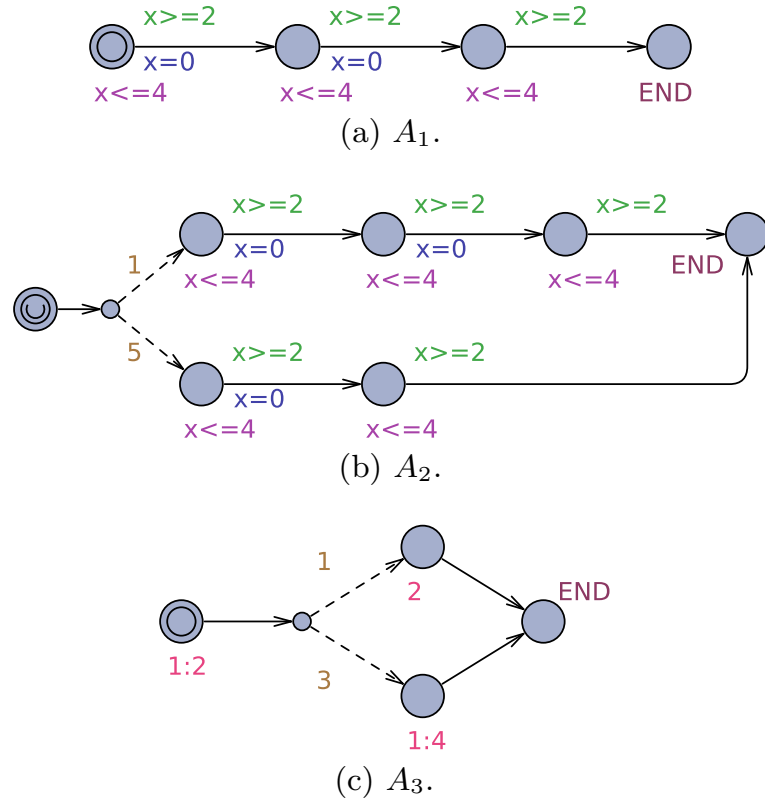 x>=2 x>=2 x>=2
x=0 x=0
x<=4 x<=4 x<=4 END
(a) A₁.
x>=2 x>=2 x>=2
x=0 x=0
1 x<=4 x<=4 x<=4 END
5 x>=2 x>=2
x=0
x<=4 x<=4
(b) A₂.
1 2 END
1:2 3
1:4
(c) A₃.